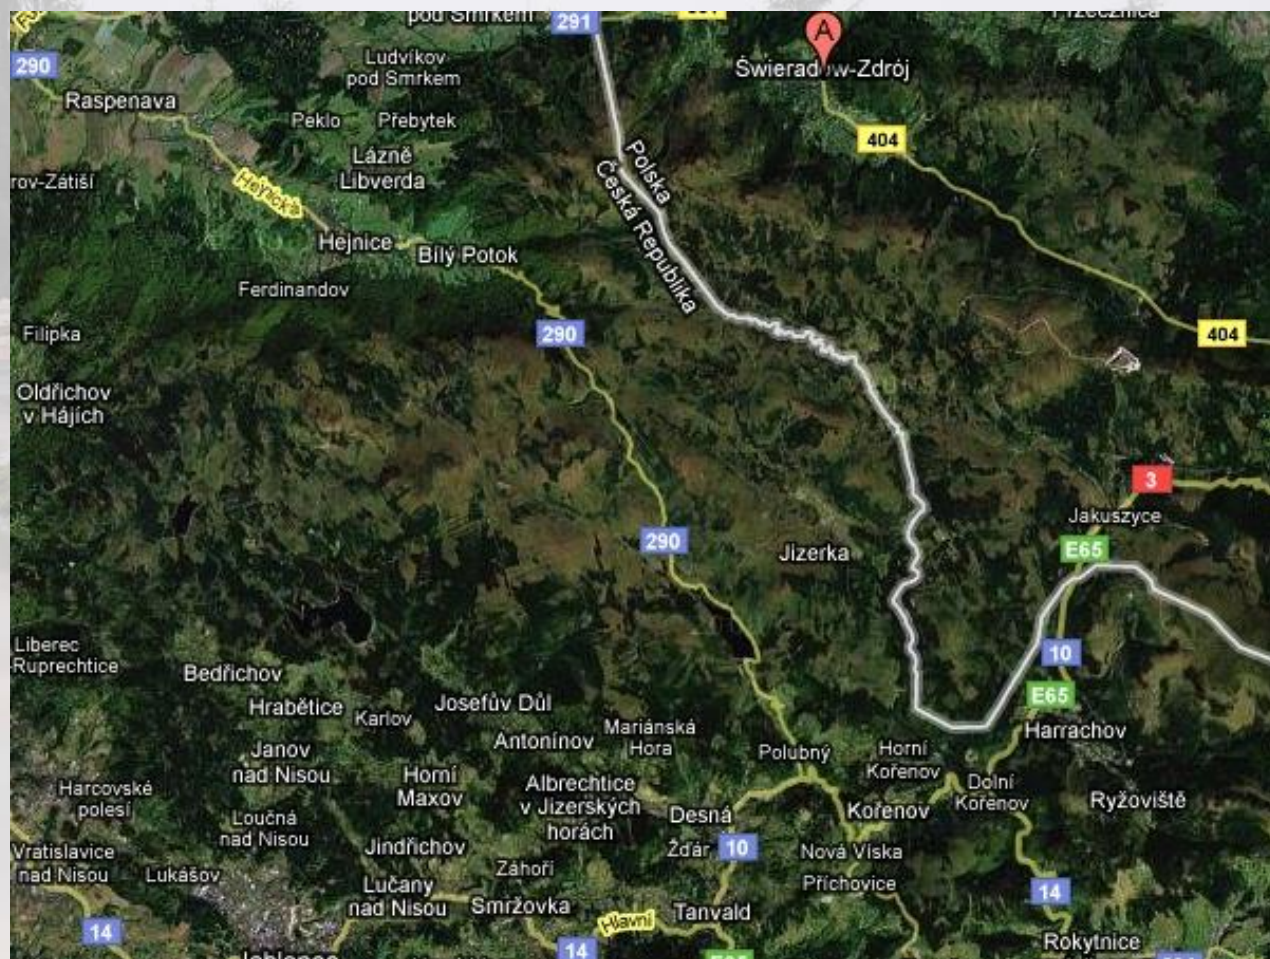 pod Smrkem
291
Przecznica
290
Ludvíkov
pod Smrkem
Świeradów-Zdrój
A
Raspenava
Peklo
Přebytek
404
Lázně
Libverda
Polska
Česká Republika
rov-Zátiší
Hejnická
Hejnice
Bílý Potok
Ferdinandov
Filipka
290
404
Oldřichov
v Hájích
3
Jakuszyce
290
Jizerka
E65
Liberec
-Ruprechtice
10
Bedřichov
E65
Hrabětice
Karlov
Josefův Důl
Mariánská
Hora
Harrachov
Antonínov
Janov
nad Nisou
Polubný
Horní
Kořenov
Horní
Maxov
Albrechtice
v Jizerských
horách
Dolní
Kořenov
Harcovské
polesí
Ryžoviště
Desná
Kořenov
Loučná
nad Nisou
Jindřichov
Žďár
10
Nová Víska
Vratislavice
nad Nisou
Lukášov
Záhoří
Příchovice
Lučany
nad Nisou
Smržovka
14
Tanvald
Hlavní
14
14
Rokytnice
E65